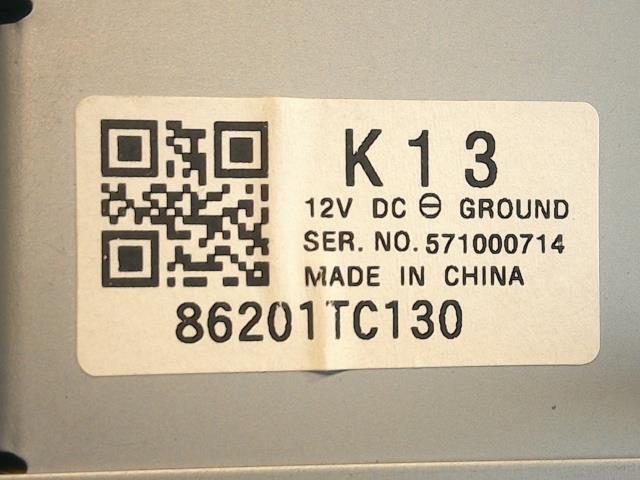 K13
12V DC ⊖ GROUND
SER. NO. 571000714
MADE IN CHINA
86201TC130